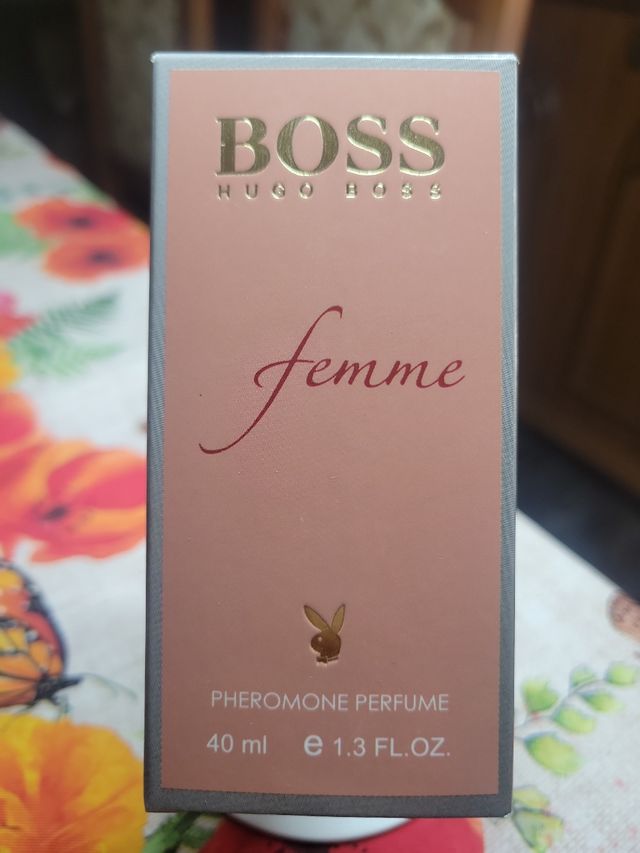 BOSS
HUGO BOSS
femme
PHEROMONE PERFUME
40 ml e 1.3 FL.OZ.